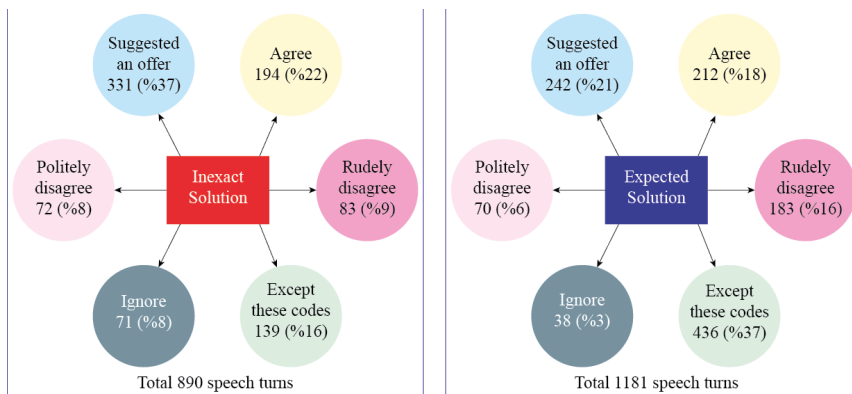 Suggested
an offer
331 (%37)
Agree
194 (%22)
Politely
disagree
72 (%8)
Inexact
Solution
Rudely
disagree
83 (%9)
Ignore
71 (%8)
Except
these codes
139 (%16)
Total 890 speech turns
Suggested
an offer
242 (%21)
Agree
212 (%18)
Politely
disagree
70 (%6)
Expected
Solution
Rudely
disagree
183 (%16)
Ignore
38 (%3)
Except
these codes
436 (%37)
Total 1181 speech turns